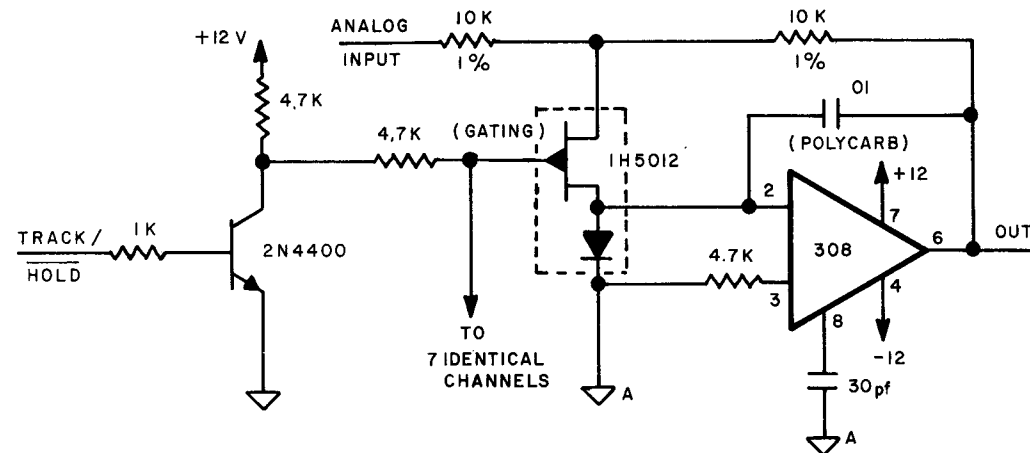 +12 V
4.7K
ANALOG
INPUT
10 K
1%
10 K
1%
01
(POLYCARB)
4.7K
(GATING)
IH5012
+12
2
7
TRACK/
HOLD
1K
2N4400
308
6
OUT
4.7K
3
4
8
-12
TO
7 IDENTICAL
CHANNELS
A
30pf
A